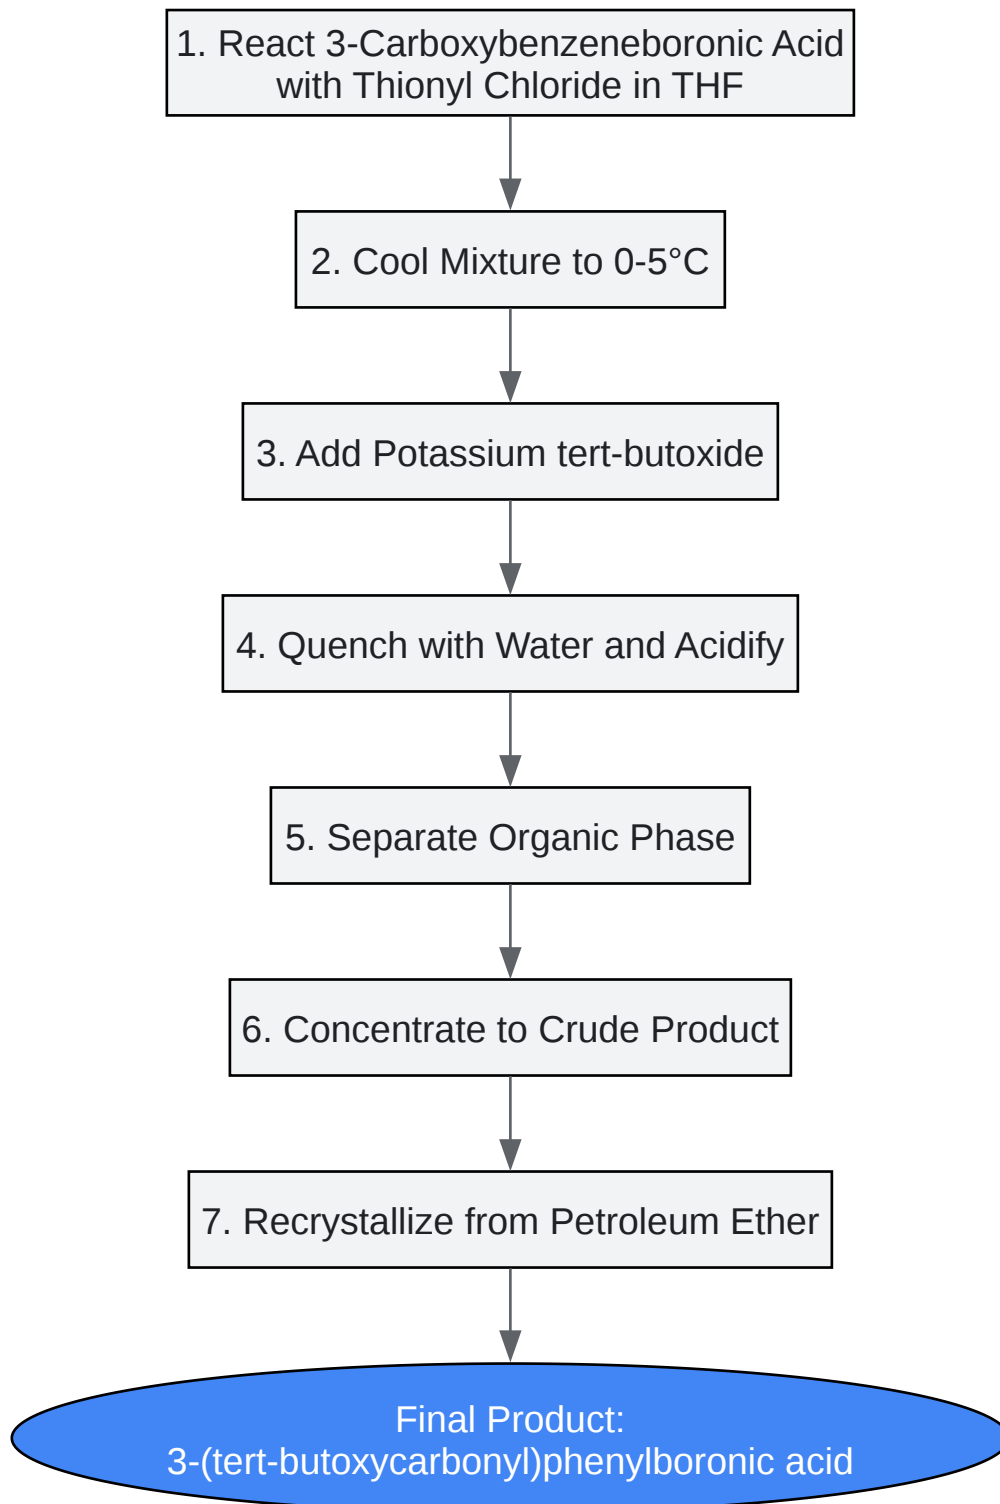 1. React 3-Carboxybenzeneboronic Acid
with Thionyl Chloride in THF
2. Cool Mixture to 0-5°C
3. Add Potassium tert-butoxide
4. Quench with Water and Acidify
5. Separate Organic Phase
6. Concentrate to Crude Product
7. Recrystallize from Petroleum Ether
Final Product:
3-(tert-butoxycarbonyl)phenylboronic acid